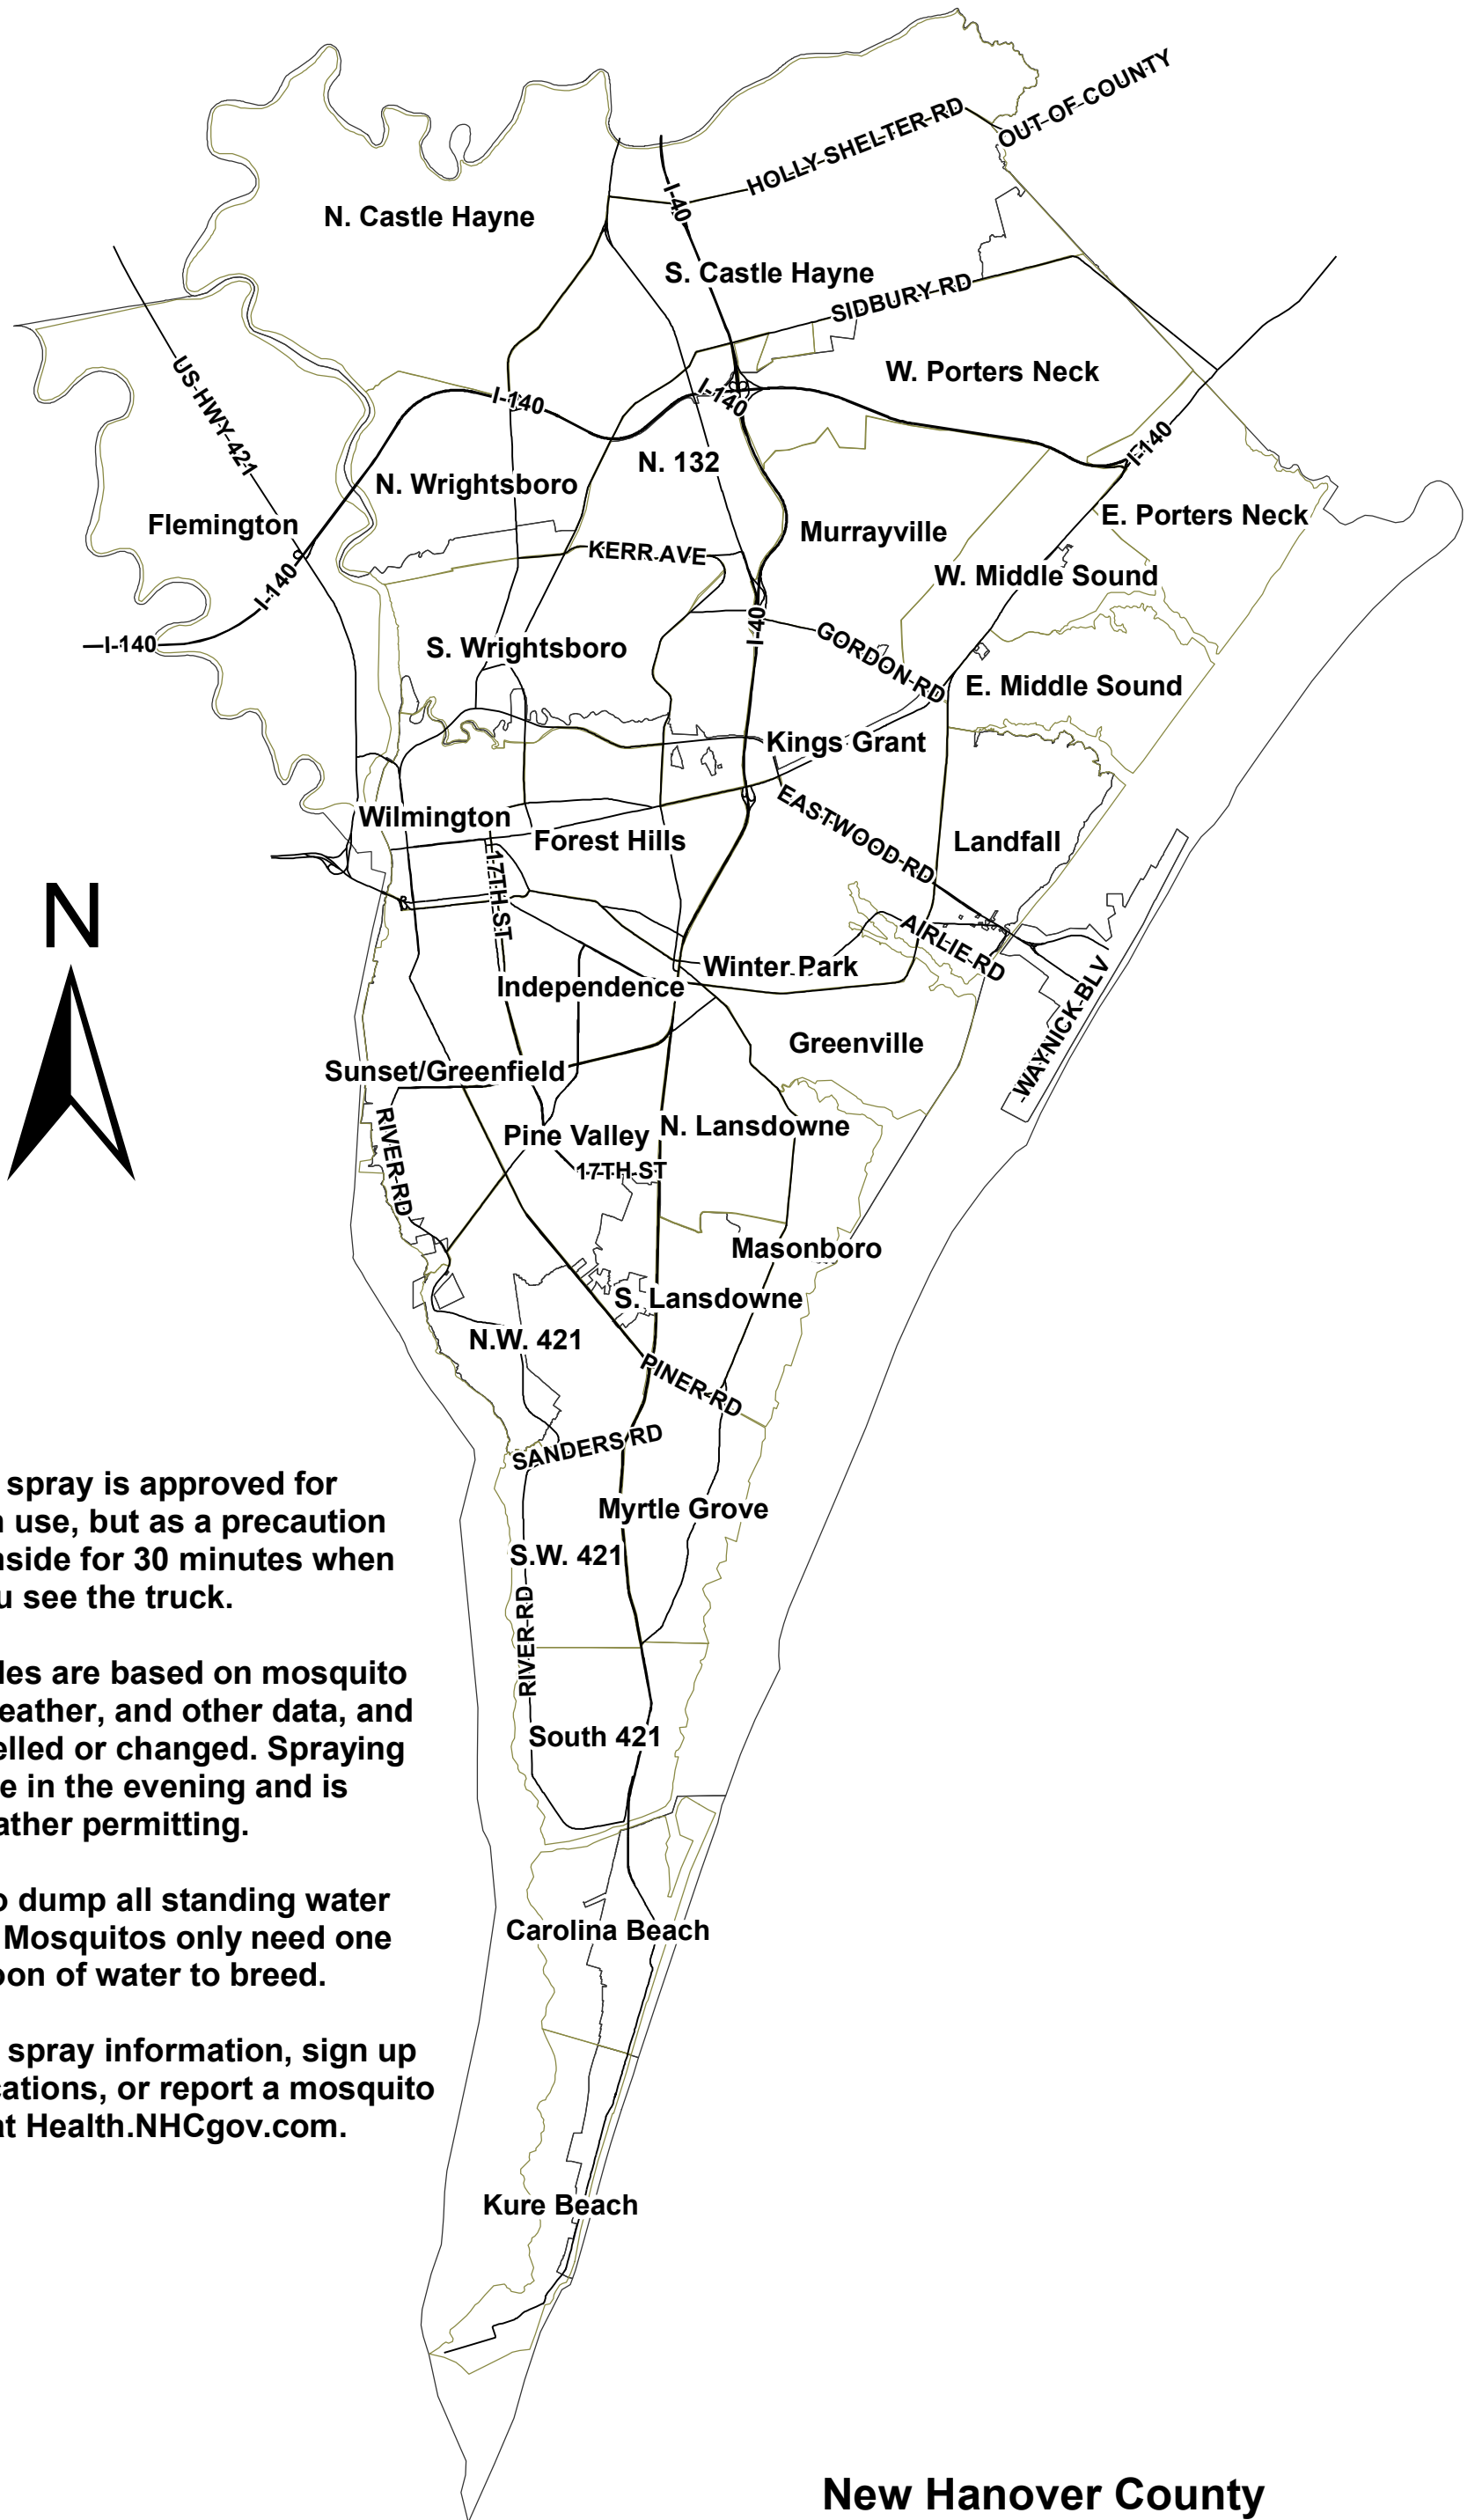 OUT OF COUNTY
HOLLY SHELTER RD
I-40
N. Castle Hayne
S. Castle Hayne
SIDBURY RD
US HWY 421
W. Porters Neck
I-140
I-140
I-140
N. 132
N. Wrightsboro
E. Porters Neck
Flemington
Murrayville
KERR AVE
W. Middle Sound
I-140
I-40
I-140
S. Wrightsboro
GORDON RD
E. Middle Sound
Kings Grant
Wilmington
EASTWOOD RD
Forest Hills
Landfall
17TH ST
N
AIRLIE RD
Winter Park
Independence
WAYNICK BLV
Greenville
Sunset/Greenfield
RIVER RD
N. Lansdowne
Pine Valley
17TH ST
Masonboro
S. Lansdowne
N.W. 421
PINER RD
SANDERS RD
Myrtle Grove
S.W. 421
RIVER RD
South 421
Carolina Beach
Kure Beach
spray is approved for
use, but as a precaution
for 30 minutes when
see the truck.
are based on mosquito
and other data, and
or changed. Spraying
in the evening and is
permitting.
dump all standing water
Mosquitos only need one
of water to breed.
spray information, sign up
or report a mosquito
at Health.NHCgov.com.
New Hanover County